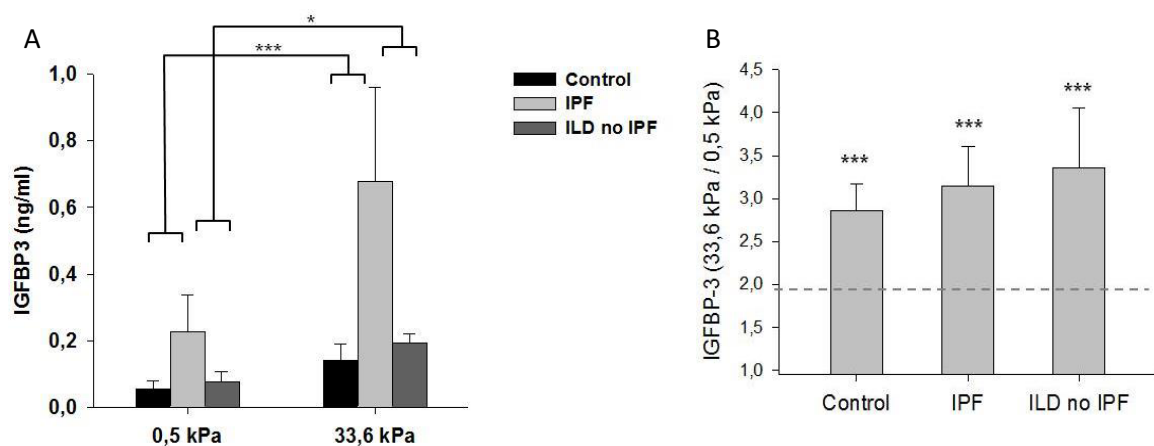 A
*
***
1,0
0,8
0,6
0,4
0,2
0,0
IGFBP3 (ng/ml)
0,5 kPa
33,6 kPa
Control
IPF
ILD no IPF
B
4,5
4,0
3,5
3,0
2,5
2,0
1,5
1,0
IGFBP-3 (33,6 kPa / 0,5 kPa)
***
***
***
Control
IPF
ILD no IPF